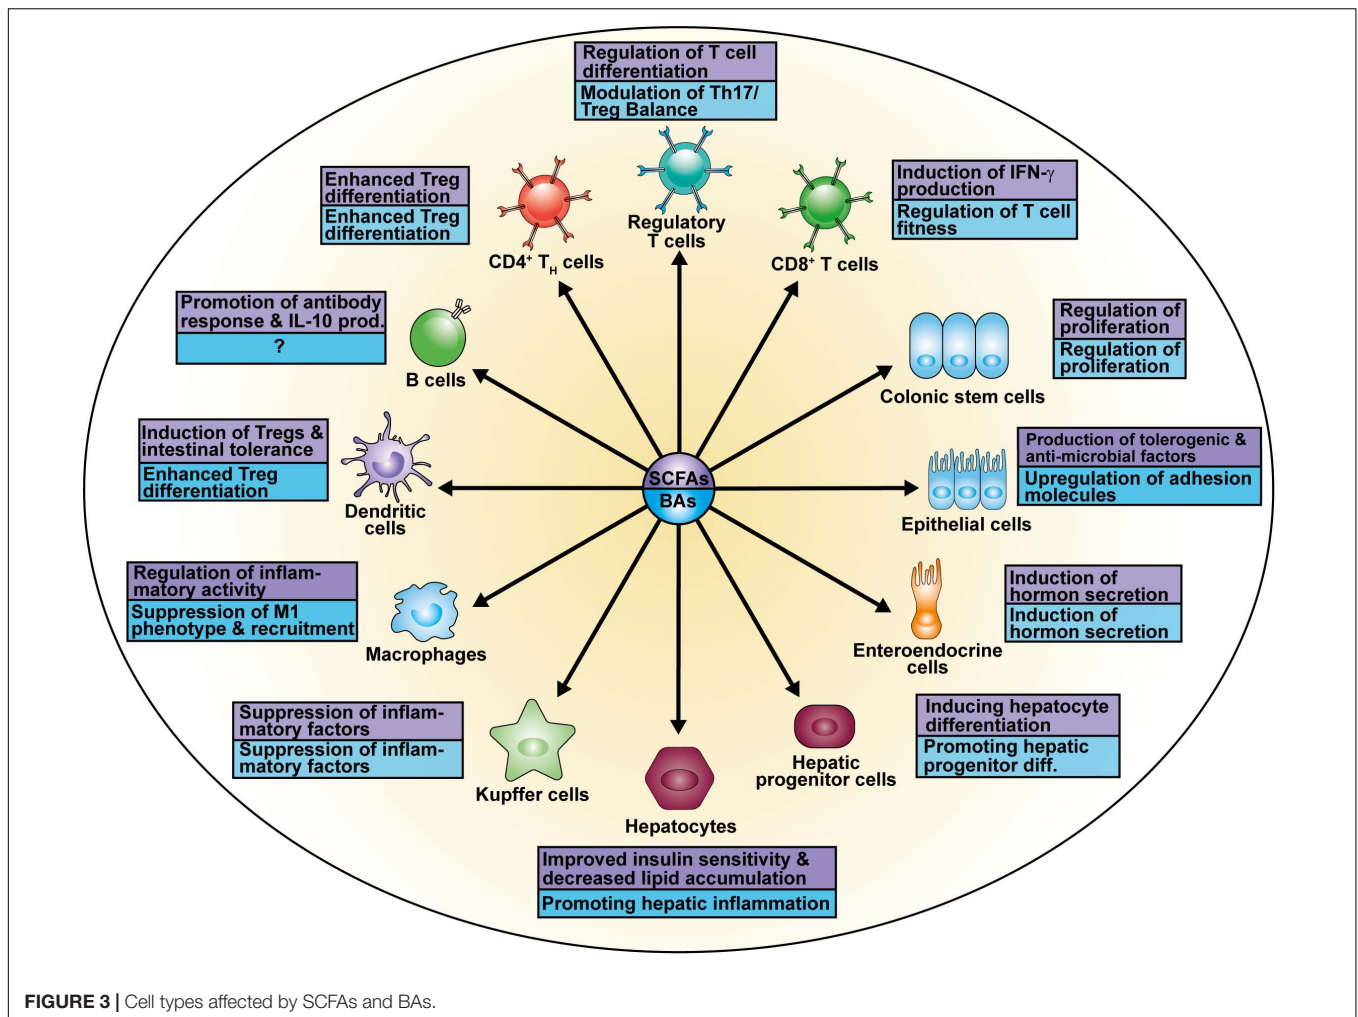 Regulation of T cell
differentiation
Modulation of Th17/
Treg Balance
Regulatory
T cells
Enhanced Treg
differentiation
Enhanced Treg
differentiation
CD4⁺ T_H cells
Induction of IFN-γ
production
Regulation of T cell
fitness
CD8⁺ T cells
Promotion of antibody
response & IL-10 prod.
?
B cells
Regulation of
proliferation
Regulation of
proliferation
Colonic stem cells
Induction of Tregs &
intestinal tolerance
Enhanced Treg
differentiation
Dendritic
cells
SCFAs
BAs
Production of tolerogenic &
anti-microbial factors
Upregulation of adhesion
molecules
Epithelial cells
Regulation of inflam-
matory activity
Suppression of M1
phenotype & recruitment
Macrophages
Induction of
hormon secretion
Induction of
hormon secretion
Enteroendocrine
cells
Suppression of inflam-
matory factors
Suppression of inflam-
matory factors
Kupffer cells
Inducing hepatocyte
differentiation
Promoting hepatic
progenitor diff.
Hepatic
progenitor cells
Hepatocytes
Improved insulin sensitivity &
decreased lipid accumulation
Promoting hepatic inflammation
FIGURE 3 | Cell types affected by SCFAs and BAs.